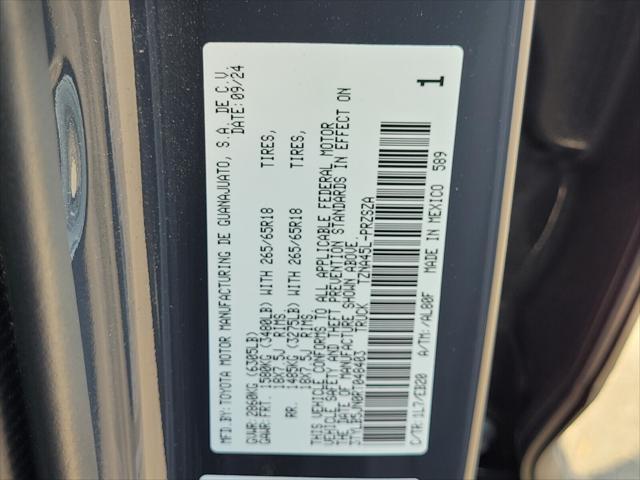 MFD.BY: TOYOTA MOTOR MANUFACTURING DE GUANAJUATO, S.A. DE C.V.
DATE: 09/24
GVWR: 2860KG (6305LB)
GAWR: FRT. 1580KG (3480LB) WITH 265/65R18 TIRES,
18X7.5J RIMS,
RR. 1485KG (3275LB) WITH 265/65R18 TIRES,
18X7.5J RIMS,
THIS VEHICLE CONFORMS TO ALL APPLICABLE FEDERAL MOTOR
VEHICLE SAFETY AND THEFT PREVENTION STANDARDS IN EFFECT ON
THE DATE OF MANUFACTURE SHOWN ABOVE.
3TYLB5JN0RT048403 TRUCK TZNA45L-PRZSZA
C/TR: 1L7/EB20 A/TM: /AL80F MADE IN MEXICO 589
1